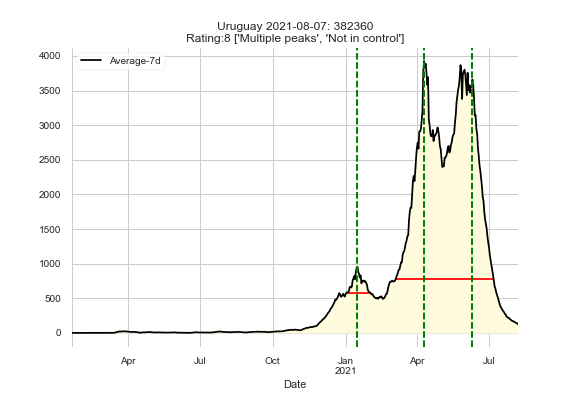 Uruguay 2021-08-07: 382360
Rating:8 ['Multiple peaks', 'Not in control']
Average-7d
4000
3500
3000
2500
2000
1500
1000
500
0
Apr Jul Oct Jan Apr Jul
2021
Date